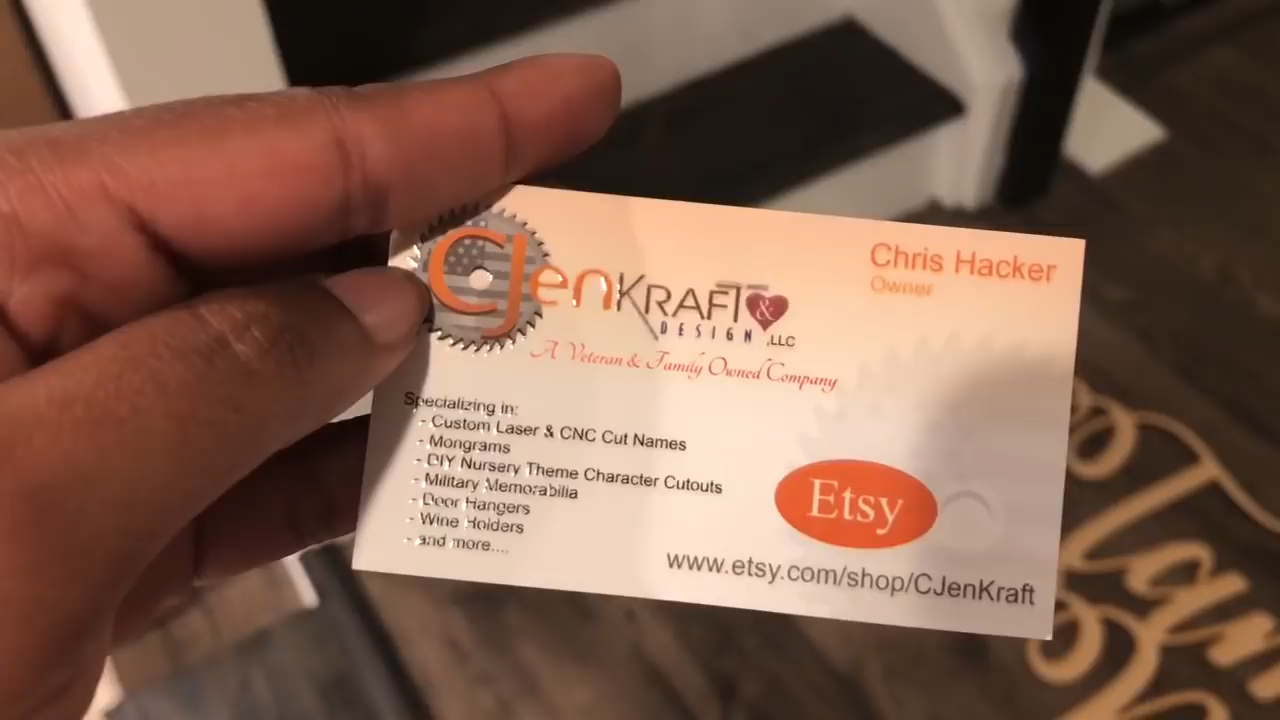 CJenKRAFT &
DESIGN ,LLC
A Veteran & Family Owned Company
Chris Hacker
Owner
Specializing in:
- Custom Laser & CNC Cut Names
- Mongrams
- DIY Nursery Theme Character Cutouts
- Military Memorabilia
- Door Hangers
- Wine Holders
- and more....
Etsy
www.etsy.com/shop/CJenKraft